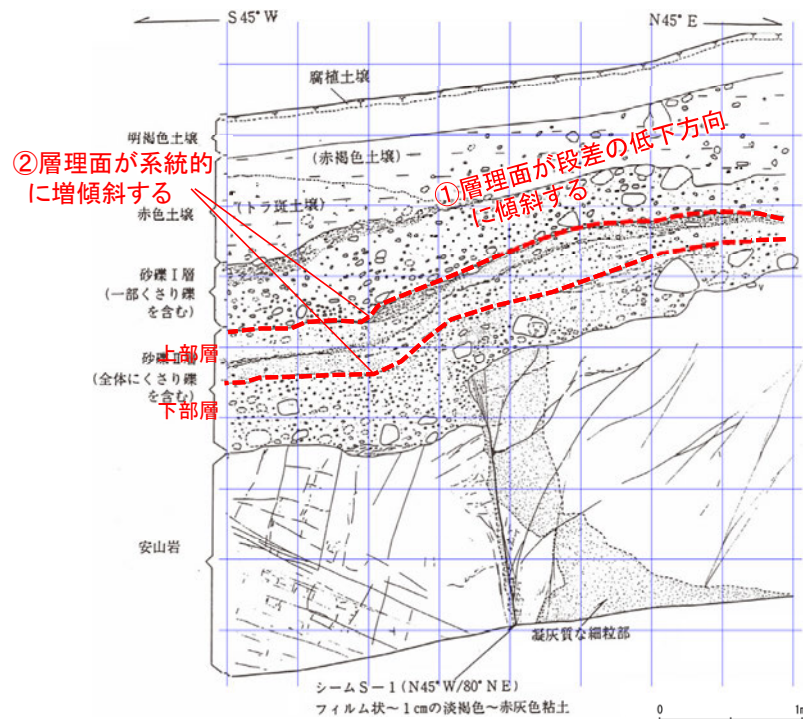 S45°W
N45°E
腐植土壌
明褐色土壌
(赤褐色土壌)
①層理面が段差の低下方向
に傾斜する
②層理面が系統的
に増傾斜する
(トラ斑土壌)
赤色土壌
砂礫Ⅰ層
(一部くさり礫
を含む)
上部層
砂礫Ⅱ層
(全体にくさり礫
を含む)
下部層
安山岩
凝灰質な細粒部
シームS-1(N45°W/80°NE)
フィルム状~1cmの淡褐色~赤灰色粘土
0
1m